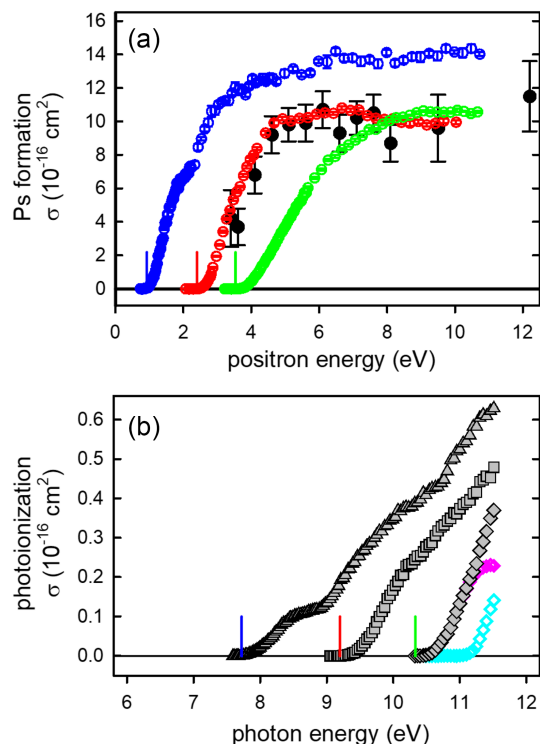 16
(a)
14
12
10
8
6
4
2
0
Ps formation
σ (10⁻¹⁶ cm²)
0 2 4 6 8 10 12
positron energy (eV)
(b)
0.6
0.5
0.4
0.3
0.2
0.1
0.0
photoionization
σ (10⁻¹⁶ cm²)
6 7 8 9 10 11 12
photon energy (eV)